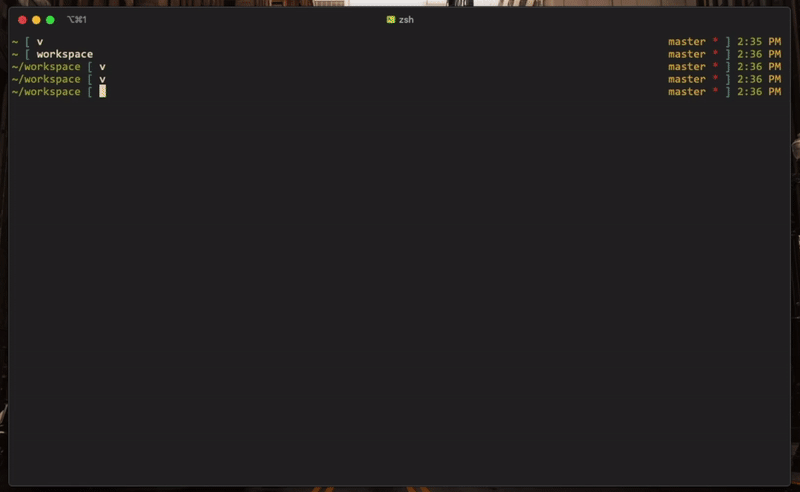 ⌥⌘1 zsh
~ [ v master * ] 2:35 PM
~ [ workspace master * ] 2:36 PM
~/workspace [ v master * ] 2:36 PM
~/workspace [ v master * ] 2:36 PM
~/workspace [ master * ] 2:36 PM